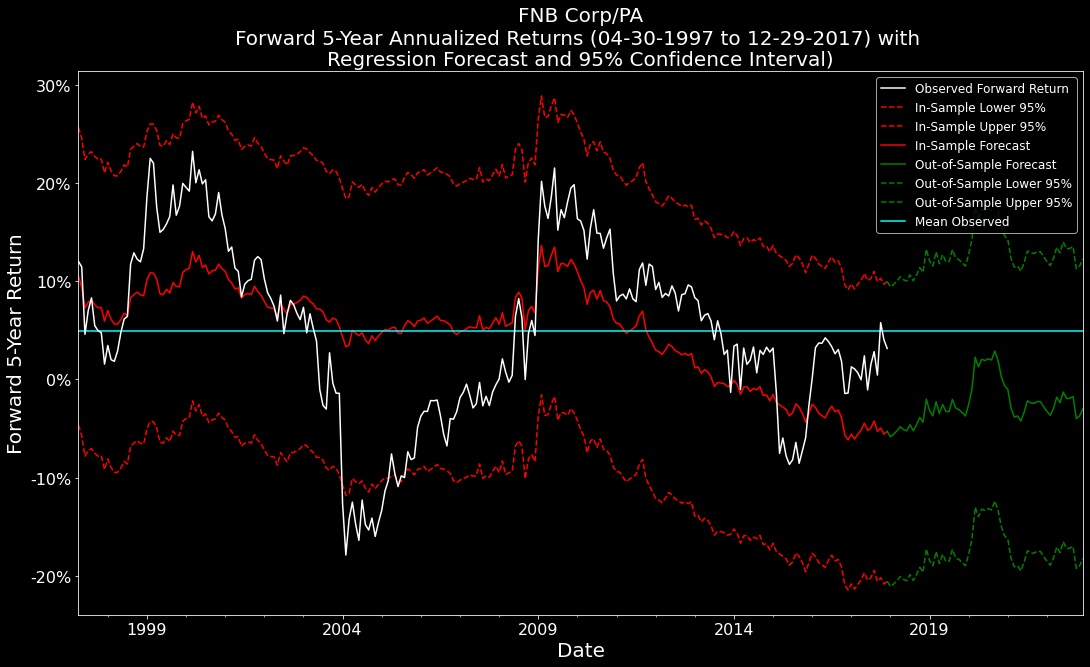 FNB Corp/PA
Forward 5-Year Annualized Returns (04-30-1997 to 12-29-2017) with
Regression Forecast and 95% Confidence Interval)
30%
20%
10%
0%
-10%
-20%
Forward 5-Year Return
Observed Forward Return
In-Sample Lower 95%
In-Sample Upper 95%
In-Sample Forecast
Out-of-Sample Forecast
Out-of-Sample Lower 95%
Out-of-Sample Upper 95%
Mean Observed
1999
2004
2009
2014
2019
Date